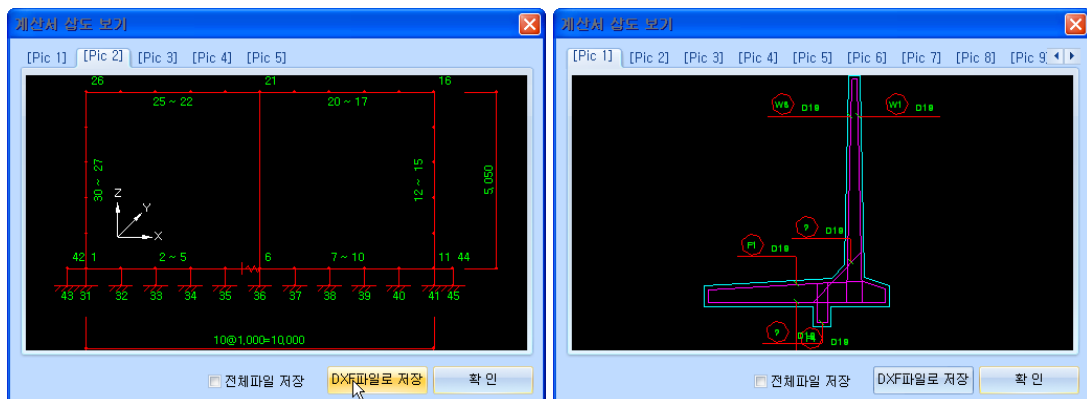 계산서 삽도 보기
[Pic 1] [Pic 2] [Pic 3] [Pic 4] [Pic 5]
26 21 16
25 ~ 22 20 ~ 17
30 ~ 27 12 ~ 15 5,050
Z
Y
X
42 1 2 ~ 5 6 7 ~ 10 11 44
43 31 32 33 34 35 36 37 38 39 40 41 45
10@1,000=10,000
전체파일 저장 DXF파일로 저장 확 인
계산서 삽도 보기
[Pic 1] [Pic 2] [Pic 3] [Pic 4] [Pic 5] [Pic 6] [Pic 7] [Pic 8] [Pic 9]
D19 W1 D19
? D19
D19
? D19
전체파일 저장 DXF파일로 저장 확 인